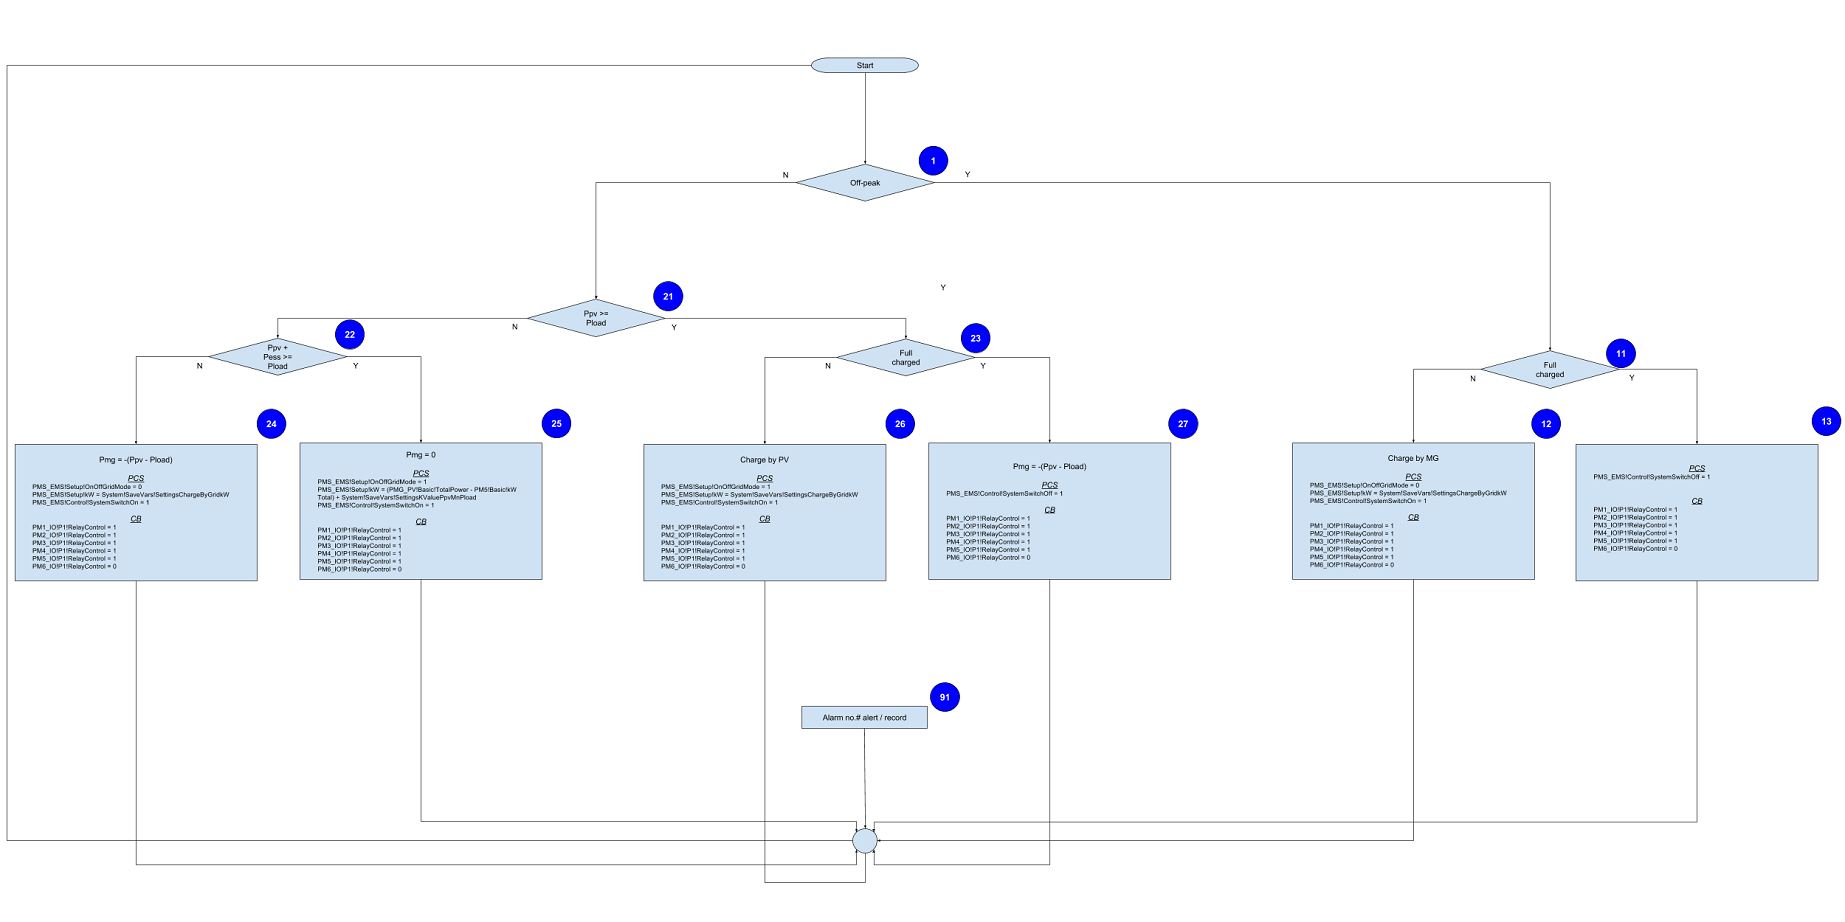 Start
1
Off-peak
N
Y
21
Ppv >=
Pload
N
Y
Y
22
Ppv +
Pess >=
Pload
N
Y
23
Full
charged
N
Y
11
Full
charged
N
Y
24
Pmg = -(Ppv - Pload)
PCS
PMS_EMS!Setup!OnOffGridMode = 0
PMS_EMS!Setup!kW = System!SaveVars!SettingsChargeByGridkW
PMS_EMS!Control!SystemSwitchOn = 1
CB
PM1_IO!P1!RelayControl = 1
PM2_IO!P1!RelayControl = 1
PM3_IO!P1!RelayControl = 1
PM4_IO!P1!RelayControl = 1
PM5_IO!P1!RelayControl = 1
PM6_IO!P1!RelayControl = 0
25
Pmg = 0
PCS
PMS_EMS!Setup!OnOffGridMode = 1
PMS_EMS!Setup!kW = (PMG_PV!Basic!TotalPower - PM5!Basic!kW
Total) + System!SaveVars!SettingsKValuePpvMnPload
PMS_EMS!Control!SystemSwitchOn = 1
CB
PM1_IO!P1!RelayControl = 1
PM2_IO!P1!RelayControl = 1
PM3_IO!P1!RelayControl = 1
PM4_IO!P1!RelayControl = 1
PM5_IO!P1!RelayControl = 1
PM6_IO!P1!RelayControl = 0
26
Charge by PV
PCS
PMS_EMS!Setup!OnOffGridMode = 1
PMS_EMS!Setup!kW = System!SaveVars!SettingsChargeByGridkW
PMS_EMS!Control!SystemSwitchOn = 1
CB
PM1_IO!P1!RelayControl = 1
PM2_IO!P1!RelayControl = 1
PM3_IO!P1!RelayControl = 1
PM4_IO!P1!RelayControl = 1
PM5_IO!P1!RelayControl = 1
PM6_IO!P1!RelayControl = 0
27
Pmg = -(Ppv - Pload)
PCS
PMS_EMS!Control!SystemSwitchOff = 1
CB
PM1_IO!P1!RelayControl = 1
PM2_IO!P1!RelayControl = 1
PM3_IO!P1!RelayControl = 1
PM4_IO!P1!RelayControl = 1
PM5_IO!P1!RelayControl = 1
PM6_IO!P1!RelayControl = 0
12
Charge by MG
PCS
PMS_EMS!Setup!OnOffGridMode = 0
PMS_EMS!Setup!kW = System!SaveVars!SettingsChargeByGridkW
PMS_EMS!Control!SystemSwitchOn = 1
CB
PM1_IO!P1!RelayControl = 1
PM2_IO!P1!RelayControl = 1
PM3_IO!P1!RelayControl = 1
PM4_IO!P1!RelayControl = 1
PM5_IO!P1!RelayControl = 1
PM6_IO!P1!RelayControl = 0
13
PCS
PMS_EMS!Control!SystemSwitchOff = 1
CB
PM1_IO!P1!RelayControl = 1
PM2_IO!P1!RelayControl = 1
PM3_IO!P1!RelayControl = 1
PM4_IO!P1!RelayControl = 1
PM5_IO!P1!RelayControl = 1
PM6_IO!P1!RelayControl = 0
91
Alarm no.# alert / record